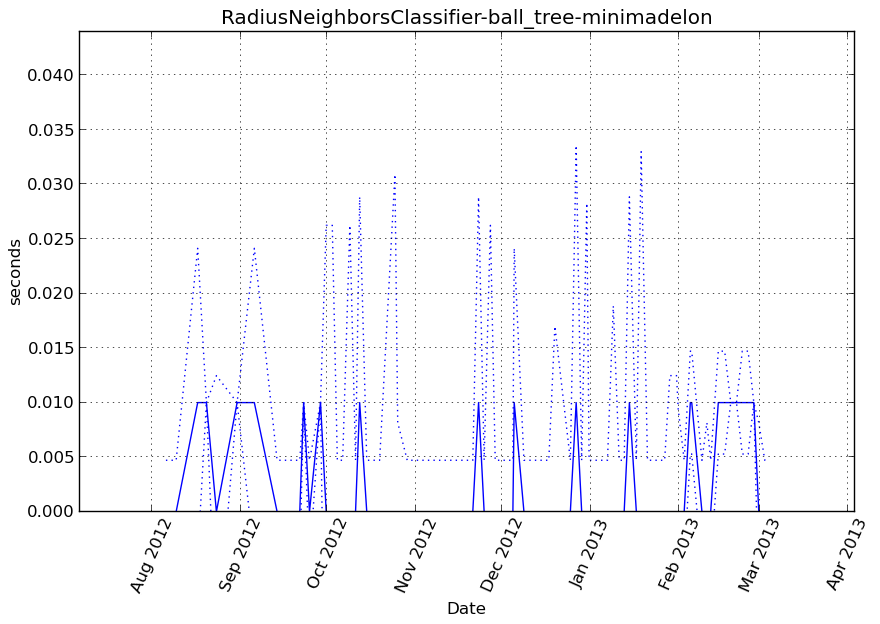 RadiusNeighborsClassifier-ball_tree-minimadelon
0.040
0.035
0.030
0.025
0.020
0.015
0.010
0.005
0.000
seconds
Aug 2012
Sep 2012
Oct 2012
Nov 2012
Dec 2012
Jan 2013
Feb 2013
Mar 2013
Apr 2013
Date